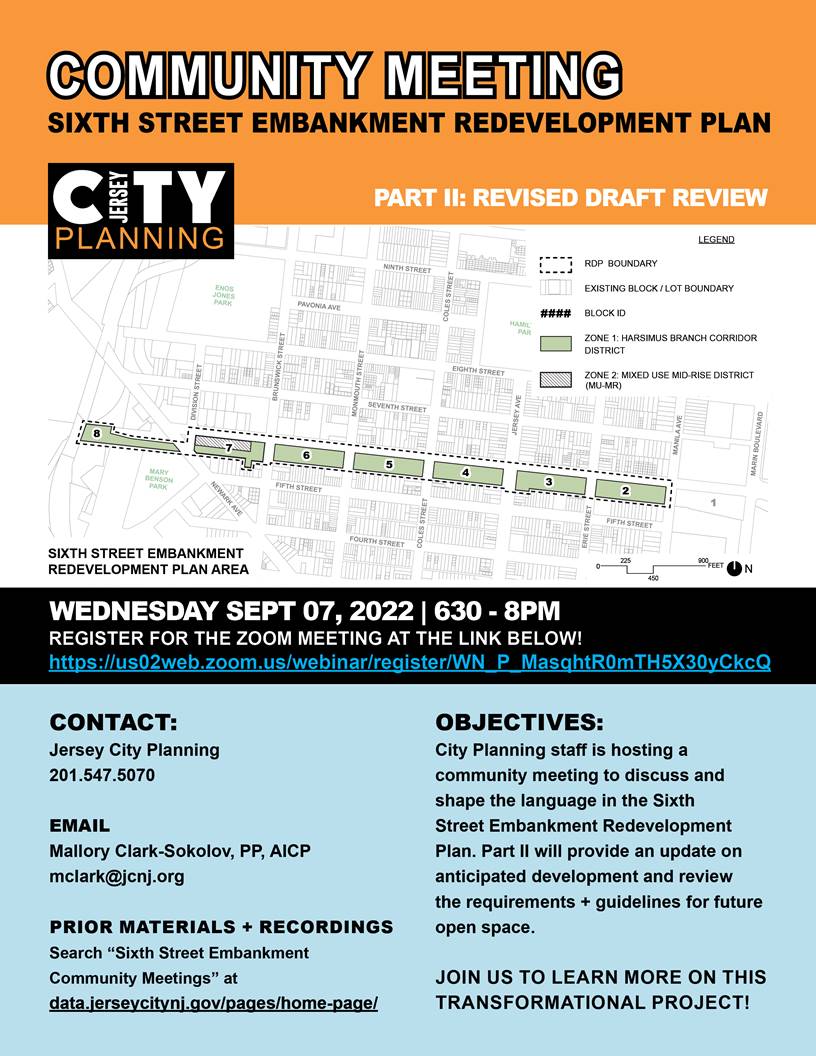 COMMUNITY MEETING
SIXTH STREET EMBANKMENT REDEVELOPMENT PLAN
CITY
JERSEY
PLANNING
PART II: REVISED DRAFT REVIEW
LEGEND
RDP BOUNDARY
EXISTING BLOCK / LOT BOUNDARY
#### BLOCK ID
ZONE 1: HARSIMUS BRANCH CORRIDOR
DISTRICT
ZONE 2: MIXED USE MID-RISE DISTRICT
(MU-MR)
NINTH STREET
ENOS
JONES
PARK
PAVONIA AVE
COLES STREET
HAMIL
PAR
BRUNSWICK STREET
DIVISION STREET
MONMOUTH STREET
EIGHTH STREET
SEVENTH STREET
JERSEY AVE
MANILA AVE
MARIN BOULEVARD
8
7
6
5
4
3
2
1
MARY
BENSON
PARK
NEWARK AVE
FIFTH STREET
COLES STREET
ERIE STREET
FIFTH STREET
FOURTH STREET
SIXTH STREET EMBANKMENT
REDEVELOPMENT PLAN AREA
0
225
450
900
FEET
N
WEDNESDAY SEPT 07, 2022 | 630 - 8PM
REGISTER FOR THE ZOOM MEETING AT THE LINK BELOW!
https://us02web.zoom.us/webinar/register/WN_P_MasqhtR0mTH5X30yCkcQ
CONTACT:
Jersey City Planning
201.547.5070
EMAIL
Mallory Clark-Sokolov, PP, AICP
mclark@jcnj.org
PRIOR MATERIALS + RECORDINGS
Search “Sixth Street Embankment
Community Meetings” at
data.jerseycitynj.gov/pages/home-page/
OBJECTIVES:
City Planning staff is hosting a
community meeting to discuss and
shape the language in the Sixth
Street Embankment Redevelopment
Plan. Part II will provide an update on
anticipated development and review
the requirements + guidelines for future
open space.
JOIN US TO LEARN MORE ON THIS
TRANSFORMATIONAL PROJECT!